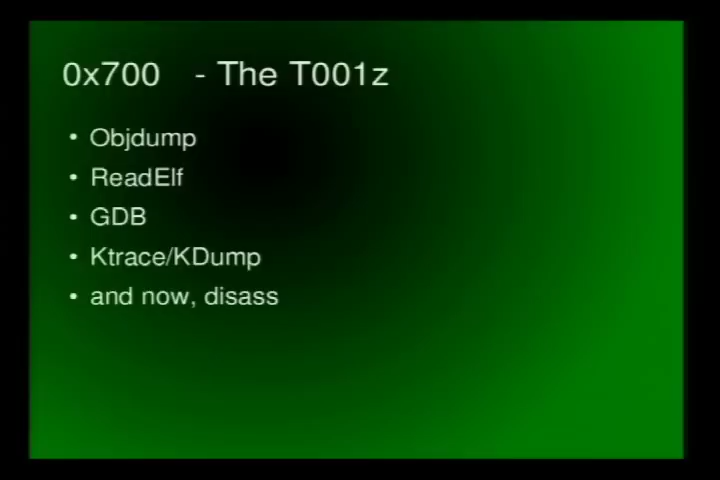 0x700 - The T001z
• Objdump
• ReadElf
• GDB
• Ktrace/KDump
• and now, disass